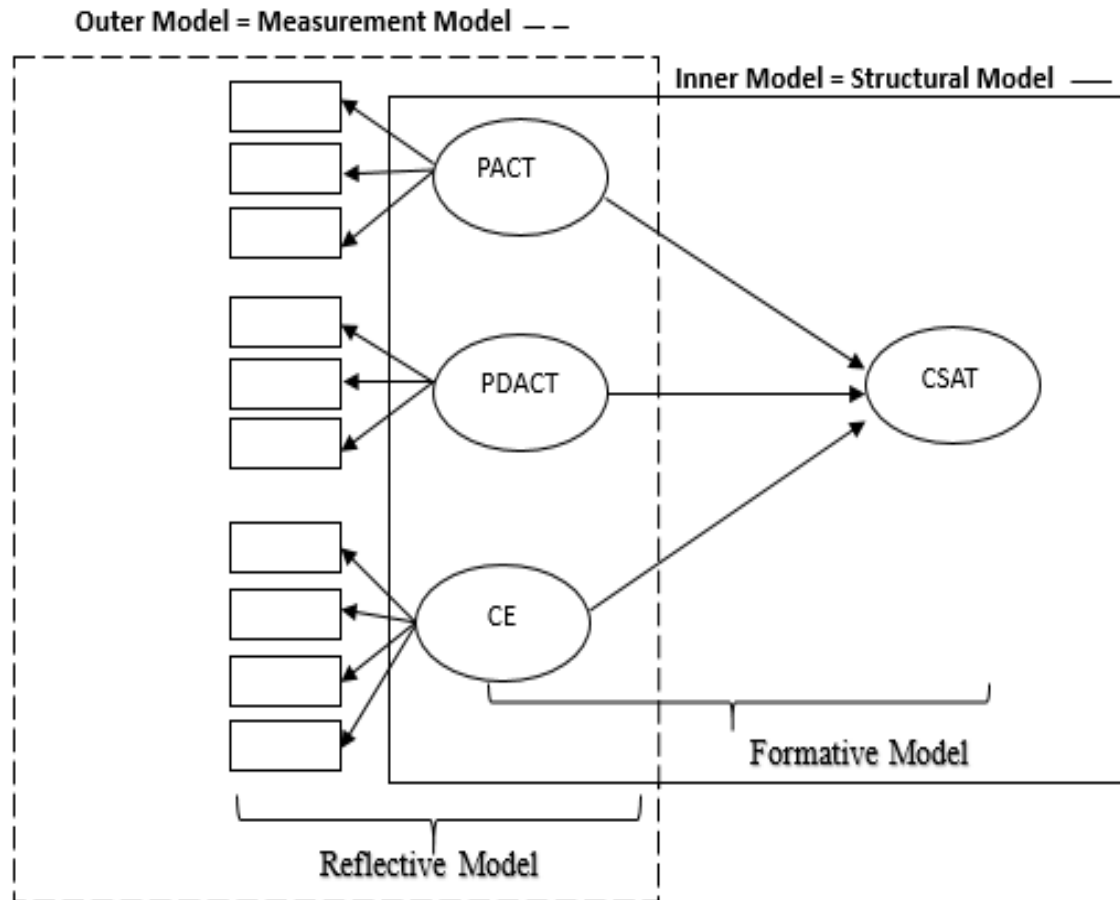 Outer Model = Measurement Model
Inner Model = Structural Model
PACT
PDACT
CSAT
CE
Formative Model
Reflective Model